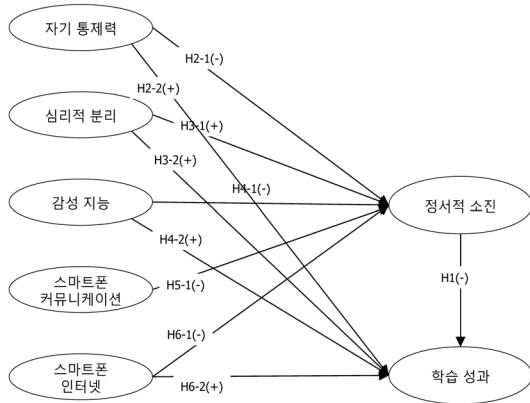 자기 통제력
H2-1(-)
H2-2(+)
심리적 분리
H3-1(+)
H3-2(+)
H4-1(-)
감성 지능
정서적 소진
H4-2(+)
H1(-)
스마트폰
커뮤니케이션
H5-1(-)
H6-1(-)
스마트폰
인터넷
H6-2(+)
학습 성과